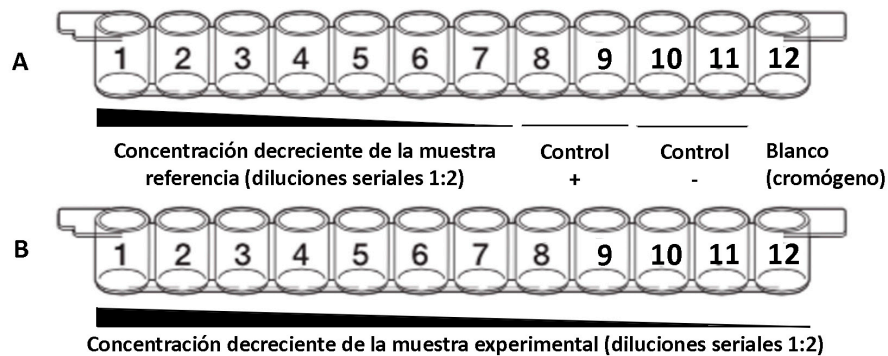 A
1 2 3 4 5 6 7 8 9 10 11 12
Concentración decreciente de la muestra
referencia (diluciones seriales 1:2)
Control
+
Control
-
Blanco
(cromógeno)
B
1 2 3 4 5 6 7 8 9 10 11 12
Concentración decreciente de la muestra experimental (diluciones seriales 1:2)